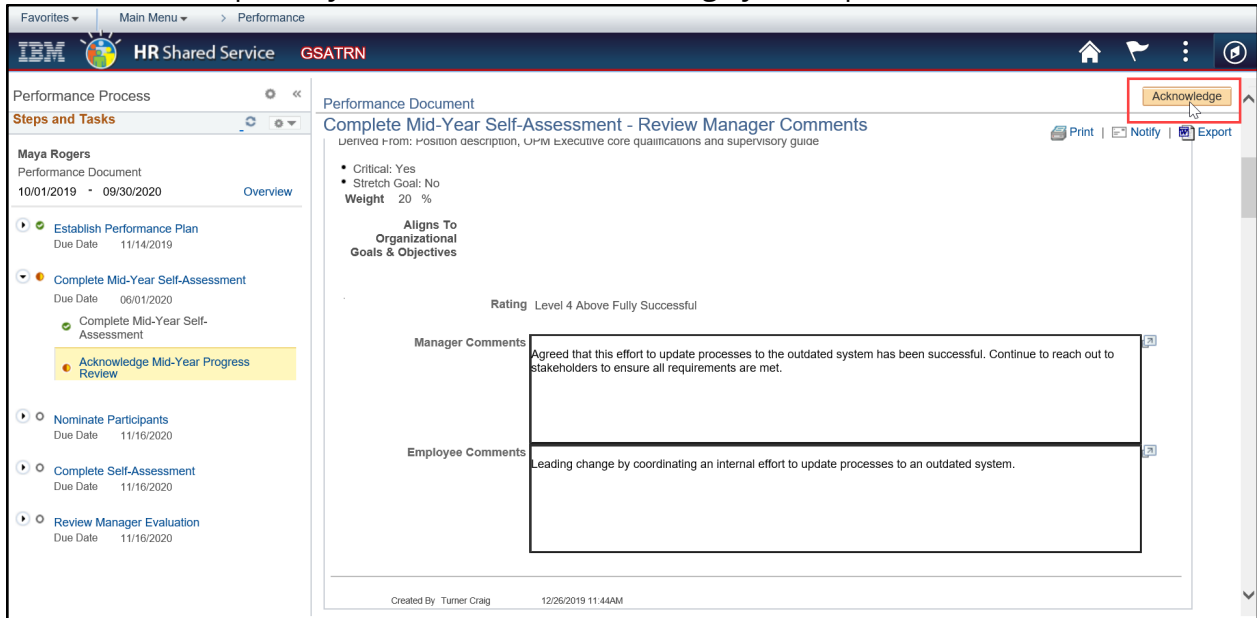 Favorites Main Menu > Performance
IBM HR Shared Service GSATRN
Performance Process
Steps and Tasks
Maya Rogers
Performance Document
10/01/2019 - 09/30/2020 Overview
Establish Performance Plan
Due Date 11/14/2019
Complete Mid-Year Self-Assessment
Due Date 06/01/2020
Complete Mid-Year Self-
Assessment
Acknowledge Mid-Year Progress
Review
Nominate Participants
Due Date 11/16/2020
Complete Self-Assessment
Due Date 11/16/2020
Review Manager Evaluation
Due Date 11/16/2020
Acknowledge
Performance Document
Complete Mid-Year Self-Assessment - Review Manager Comments
Print | Notify | Export
Derived From: Position description, OPM Executive core qualifications and supervisory guide
• Critical: Yes
• Stretch Goal: No
Weight 20 %
Aligns To
Organizational
Goals & Objectives
Rating Level 4 Above Fully Successful
Manager Comments
Agreed that this effort to update processes to the outdated system has been successful. Continue to reach out to
stakeholders to ensure all requirements are met.
Employee Comments
Leading change by coordinating an internal effort to update processes to an outdated system.
Created By Turner Craig 12/26/2019 11:44AM